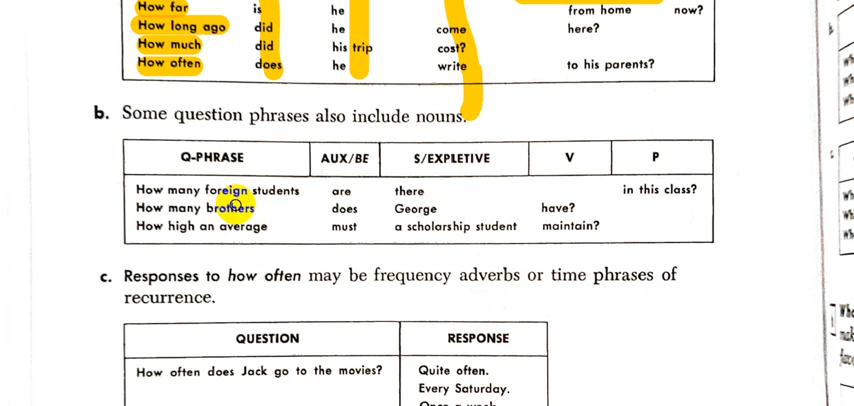 How far is he from home now?
How long ago did he come here?
How much did his trip cost?
How often does he write to his parents?
b. Some question phrases also include nouns.
Q-PHRASE AUX/BE S/EXPLETIVE V P
How many foreign students are there in this class?
How many brothers does George have?
How high an average must a scholarship student maintain?
c. Responses to how often may be frequency adverbs or time phrases of
recurrence.
QUESTION RESPONSE
How often does Jack go to the movies? Quite often.
Every Saturday.